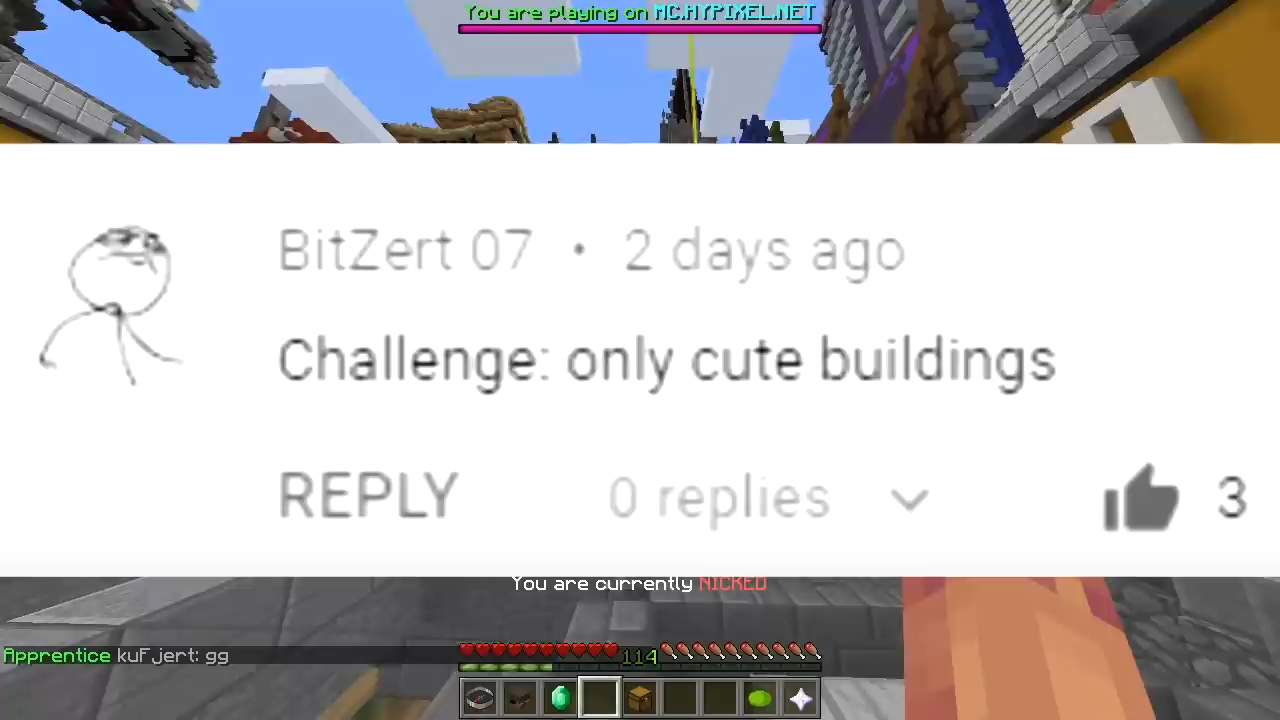 You are playing on MC.HYPIXEL.NET
BitZert 07 • 2 days ago
Challenge: only cute buildings
REPLY 0 replies 3
You are currently NICKED
Apprentice kuFjert: gg
114